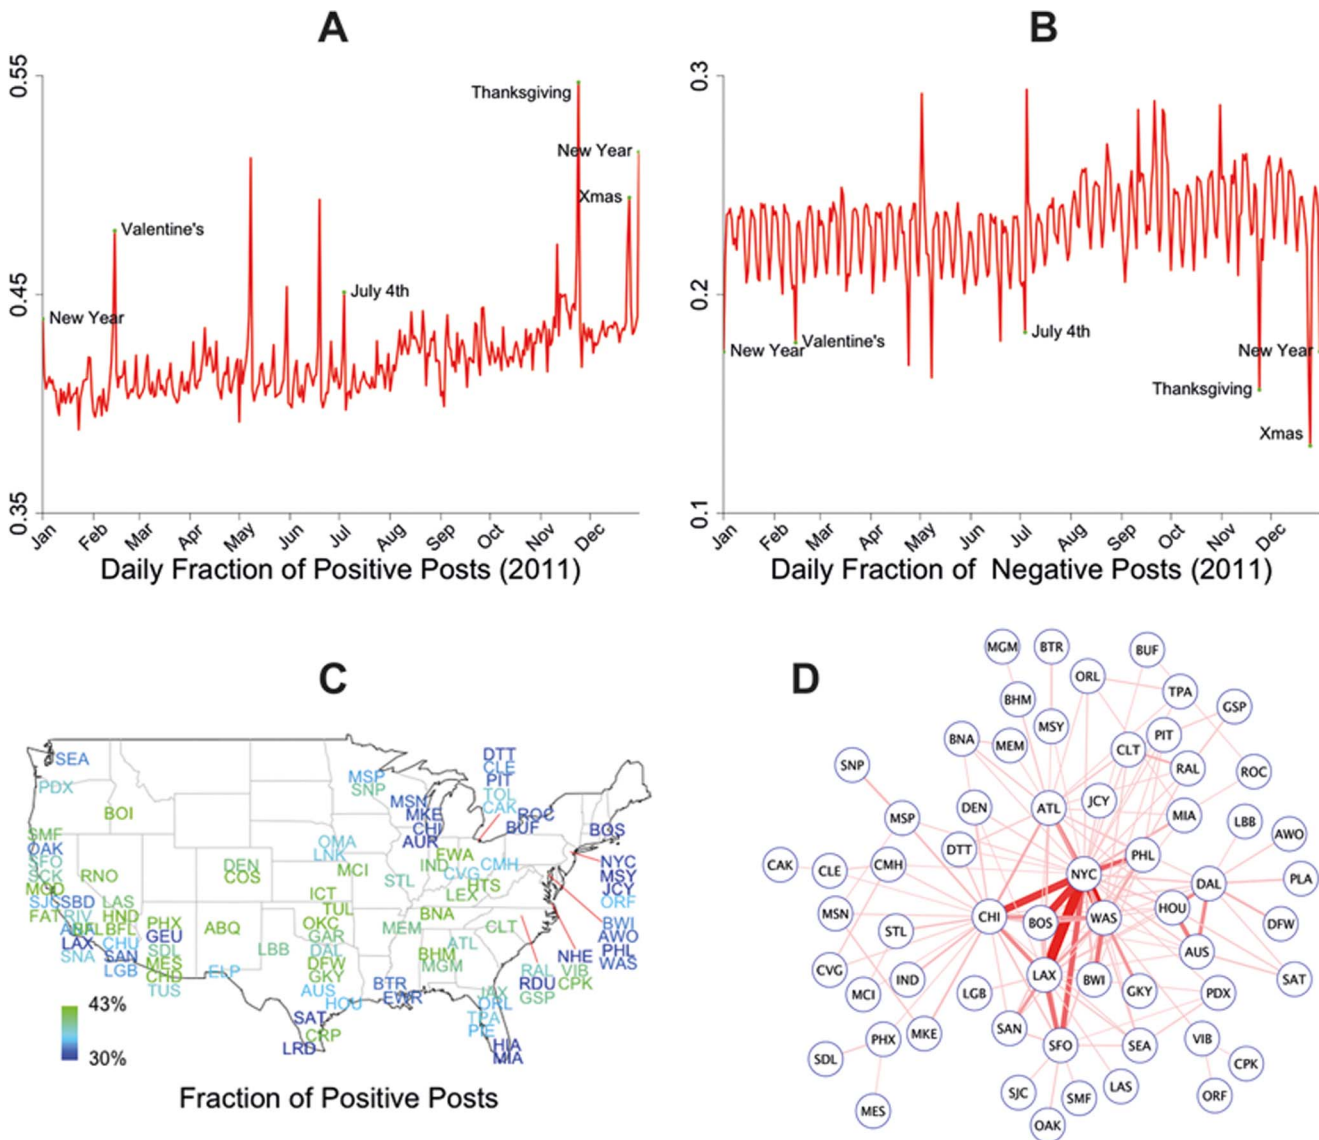 A
0.55
0.45
0.35
Thanksgiving
New Year
Xmas
Valentine's
July 4th
New Year
Jan Feb Mar Apr May Jun Jul Aug Sep Oct Nov Dec
Daily Fraction of Positive Posts (2011)
B
0.3
0.2
0.1
New Year
Valentine's
July 4th
New Year
Thanksgiving
Xmas
Jan Feb Mar Apr May Jun Jul Aug Sep Oct Nov Dec
Daily Fraction of Negative Posts (2011)
C
SEA
PDX
BOI
SMF
OAK
SFO
SCK
RNO
SJC SBD
FAT RIV
LAS
HND
BFL
LAX CHU
SNA SAN
LGB
PHX
GEU
SDL
MES
CHD
TUS
ABQ
ELP
DEN
COS
LBB
MSP
SNP
OMA
LNK
MCI
ICT
TUL
OKC
GAR
DAL
DFW
GKY
AUS
HOU
SAT
CRP
LRD
MSN
MKE
CHI
AUR
STL
EWA
IND
CVG
CMH
HTS
LEX
BNA
MEM
BHM
MGM
ATL
CLT
BTR
EWR
DTT
CLE
PIT
TOL
CAK
ROC
BUF
BOS
NYC
MSY
JCY
ORF
BWI
AWO
PHL
WAS
NHE
VIB
CPK
RAL
RDU
GSP
JAX
ORL
TPA
PIE
HIA
MIA
43%
30%
Fraction of Positive Posts
D
MGM
BTR
BUF
ORL
TPA
BHM
GSP
MSY
PIT
BNA
MEM
CLT
SNP
RAL
ROC
JCY
DEN
ATL
MIA
MSP
LBB
AWO
DTT
PHL
CAK
CLE
CMH
NYC
DAL
PLA
HOU
MSN
CHI
BOS
WAS
DFW
STL
AUS
CVG
LAX
IND
BWI
SAT
MCI
LGB
GKY
PDX
SAN
MKE
PHX
SFO
SEA
VIB
SDL
CPK
LAS
SJC
SMF
ORF
MES
OAK